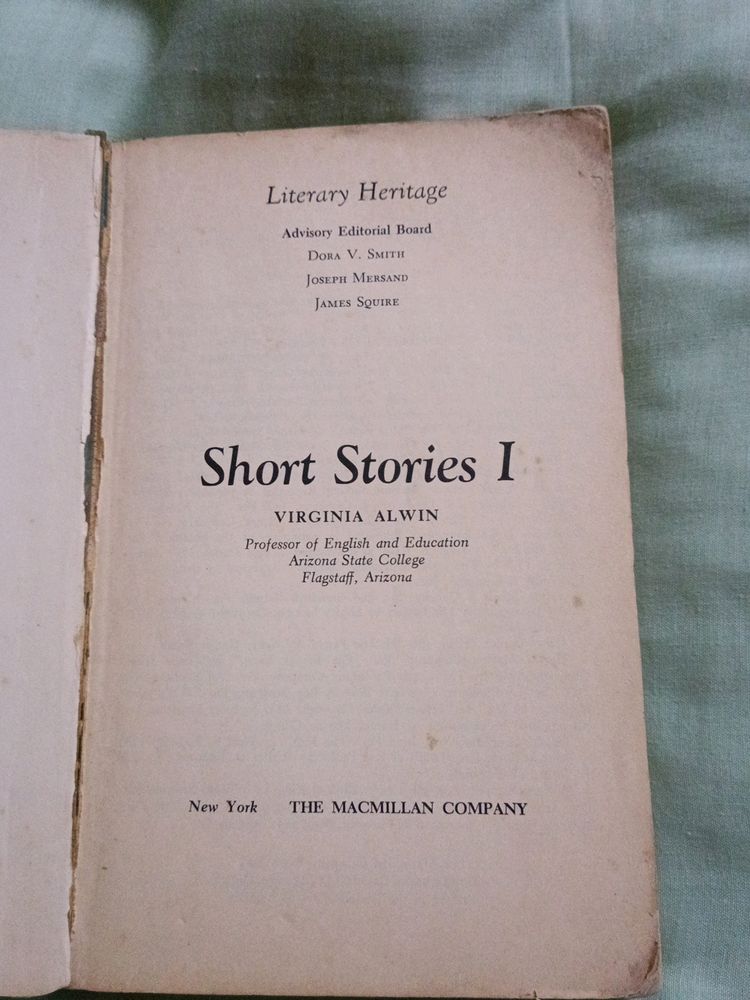 Literary Heritage
Advisory Editorial Board
Dora V. Smith
Joseph Mersand
James Squire
Short Stories I
VIRGINIA ALWIN
Professor of English and Education
Arizona State College
Flagstaff, Arizona
New York THE MACMILLAN COMPANY